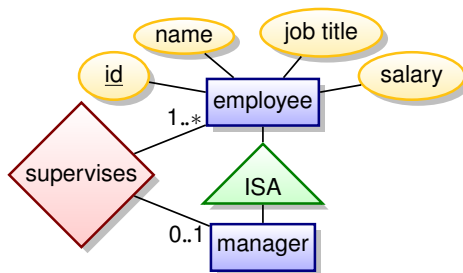 name
job title
id
salary
employee
1..*
supervises
ISA
0..1
manager